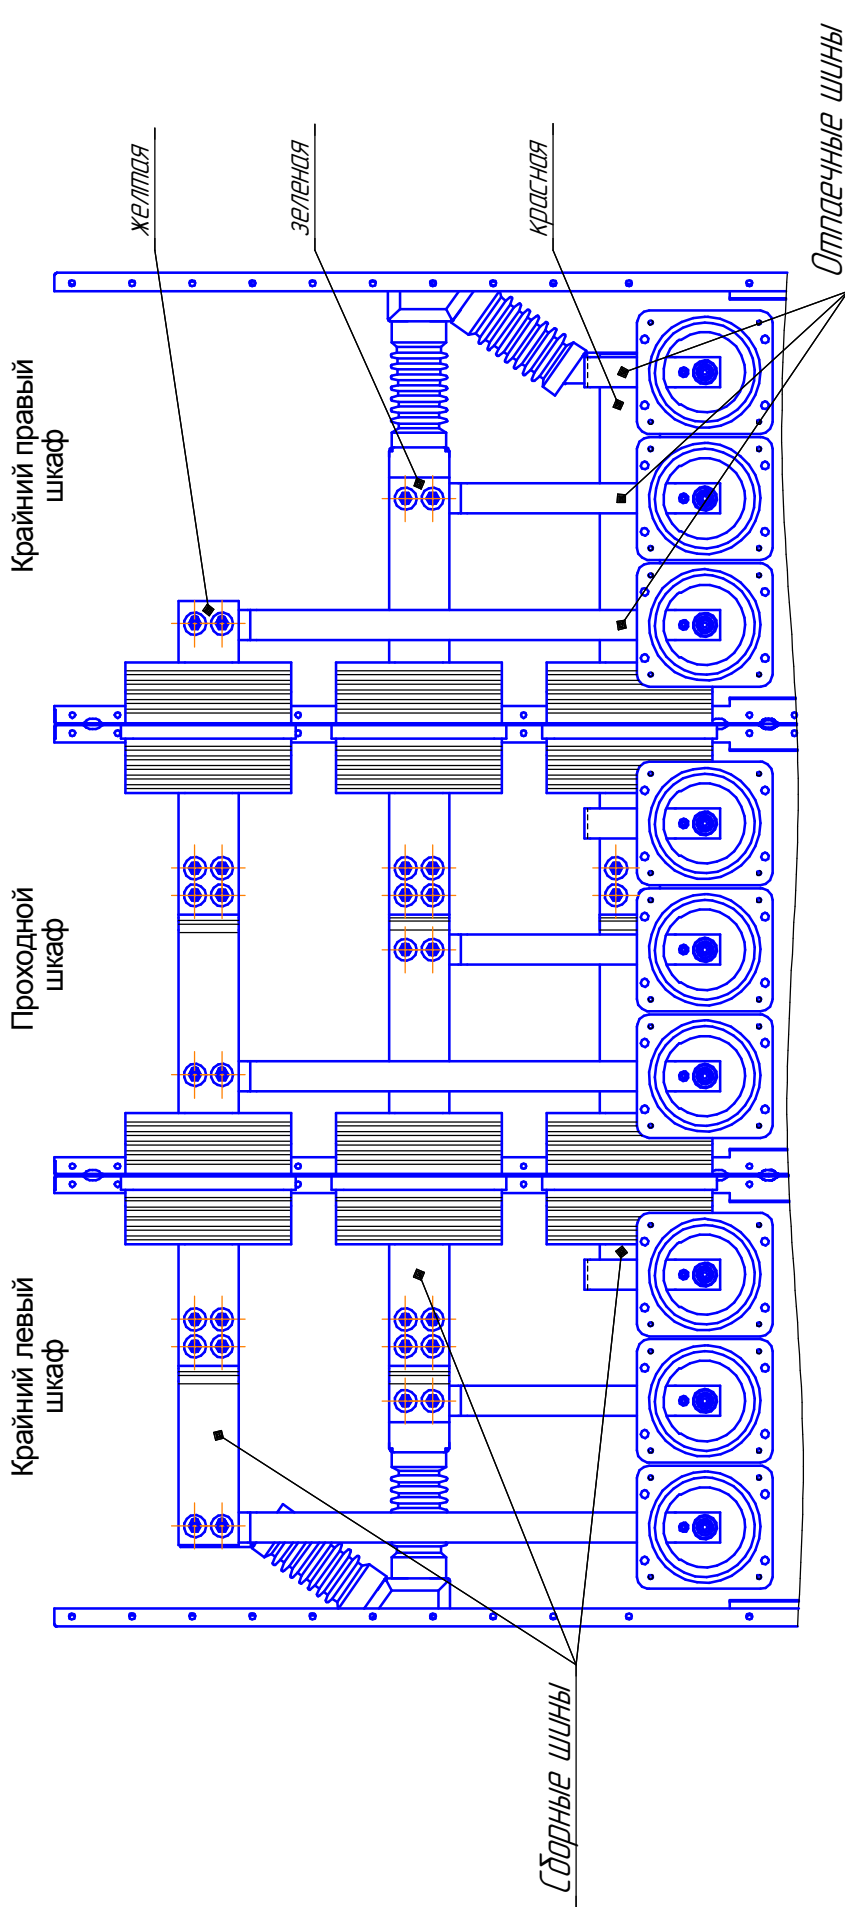 Крайний левый
шкаф
Проходной
шкаф
Крайний правый
шкаф
желтая
зеленая
красная
Сборные шины
Отпаечные шины